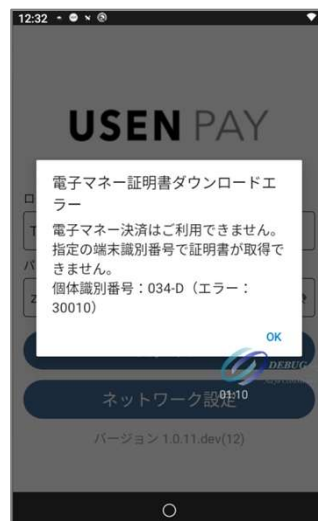 12:32
USEN PAY
電子マネー証明書ダウンロードエ
ラー
電子マネー決済はご利用できません。
指定の端末識別番号で証明書が取得で
きません。
個体識別番号：034-D（エラー：
30010）
OK
DEBUG
01:10
ネットワーク設定
バージョン 1.0.11.dev(12)